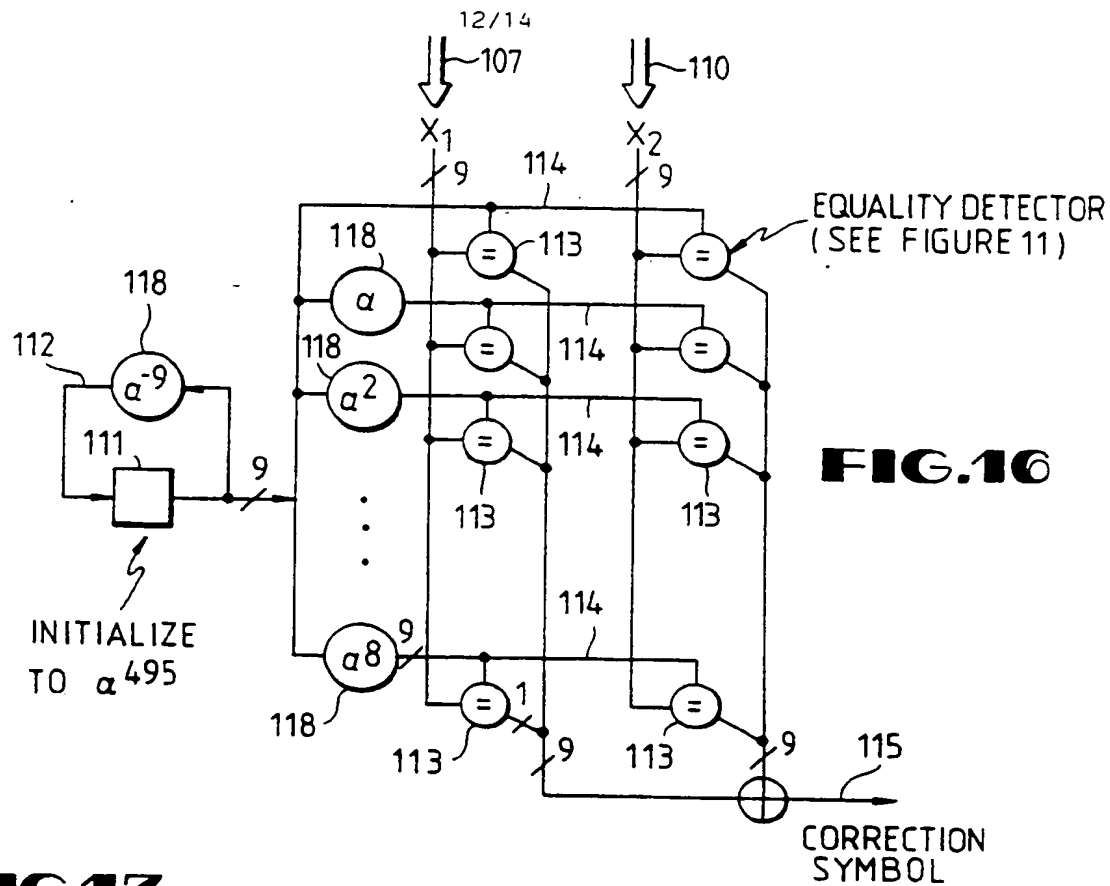 12/14
107
110
X₁
X₂
9
9
114
EQUALITY DETECTOR
(SEE FIGURE 11)
118
=
113
=
α
118
112
α⁻⁹
=
114
=
118
α²
111
9
=
114
=
FIG.16
113
113
INITIALIZE
TO α⁴⁹⁵
114
α⁸
9
=
1
=
118
113
9
113
9
115
CORRECTION
SYMBOL